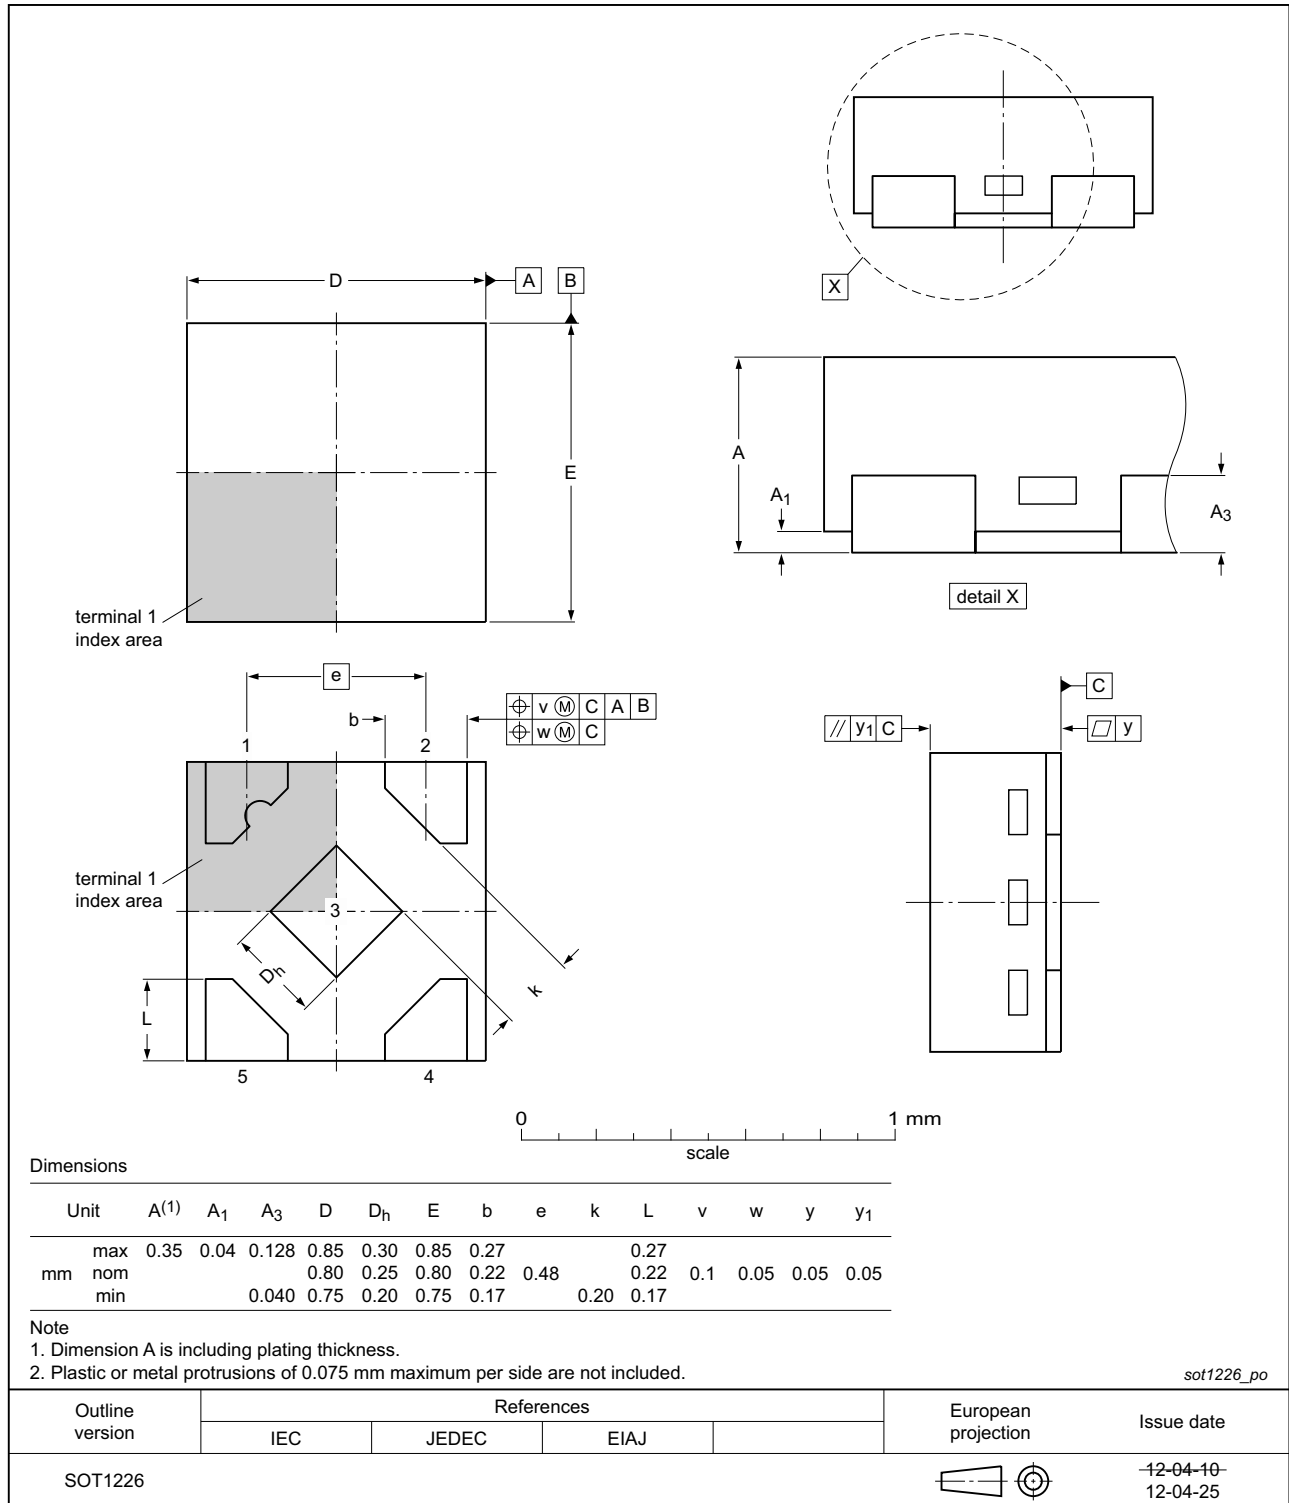 X
D
A B
E
terminal 1
index area
A
A1
A3
detail X
e
b
v Ⓜ C A B
w Ⓜ C
1
2
terminal 1
index area
3
Dh
k
L
5
4
C
// y1 C
y
0
1 mm
scale
Dimensions
Unit A(1) A1 A3 D Dh E b e k L v w y y1
max 0.35 0.04 0.128 0.85 0.30 0.85 0.27 0.27
mm nom 0.80 0.25 0.80 0.22 0.48 0.22 0.1 0.05 0.05 0.05
min 0.040 0.75 0.20 0.75 0.17 0.20 0.17
Note
1. Dimension A is including plating thickness.
2. Plastic or metal protrusions of 0.075 mm maximum per side are not included.
sot1226_po
Outline
version
References
IEC JEDEC EIAJ
European
projection
Issue date
SOT1226
12-04-10
12-04-25